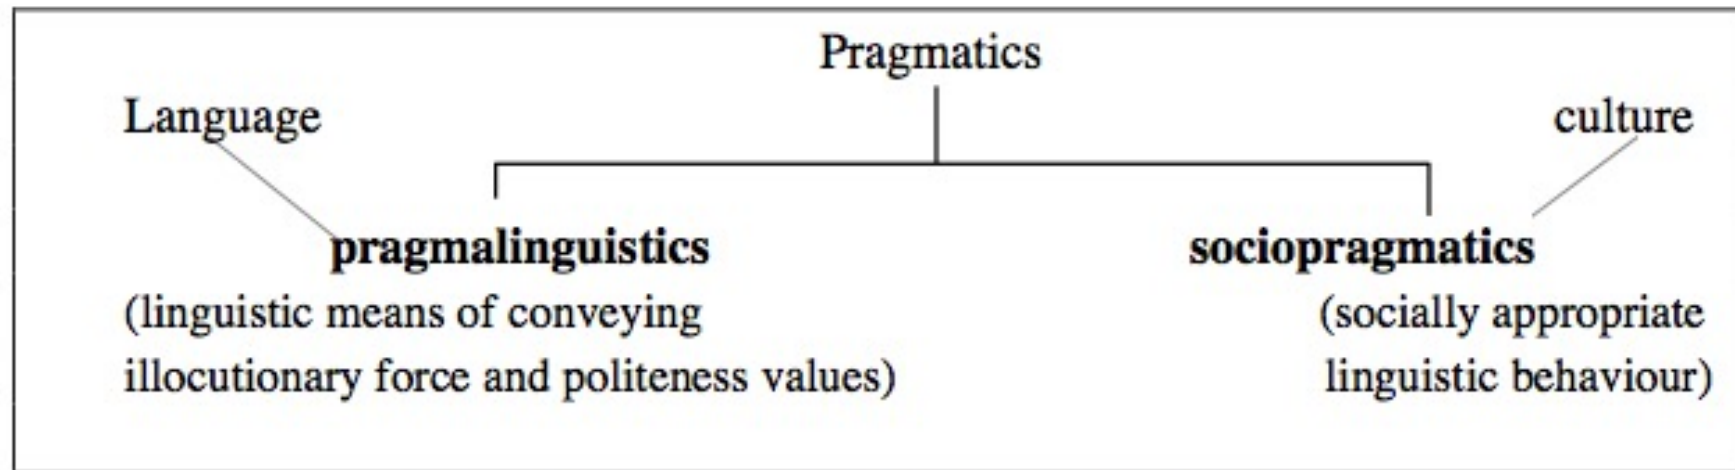 Pragmatics
Language
culture
pragmalinguistics
sociopragmatics
(linguistic means of conveying
illocutionary force and politeness values)
(socially appropriate
linguistic behaviour)